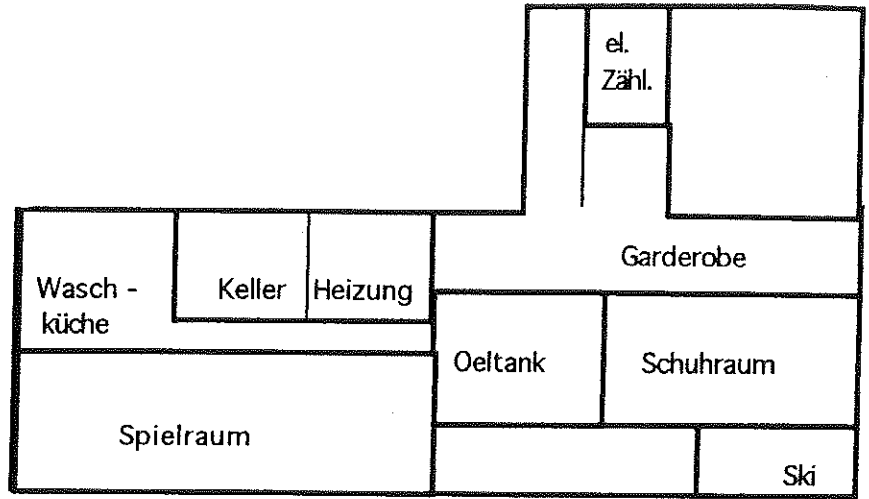 el.
Zähl.
Garderobe
Wasch -
küche
Keller
Heizung
Oeltank
Schuhraum
Spielraum
Ski